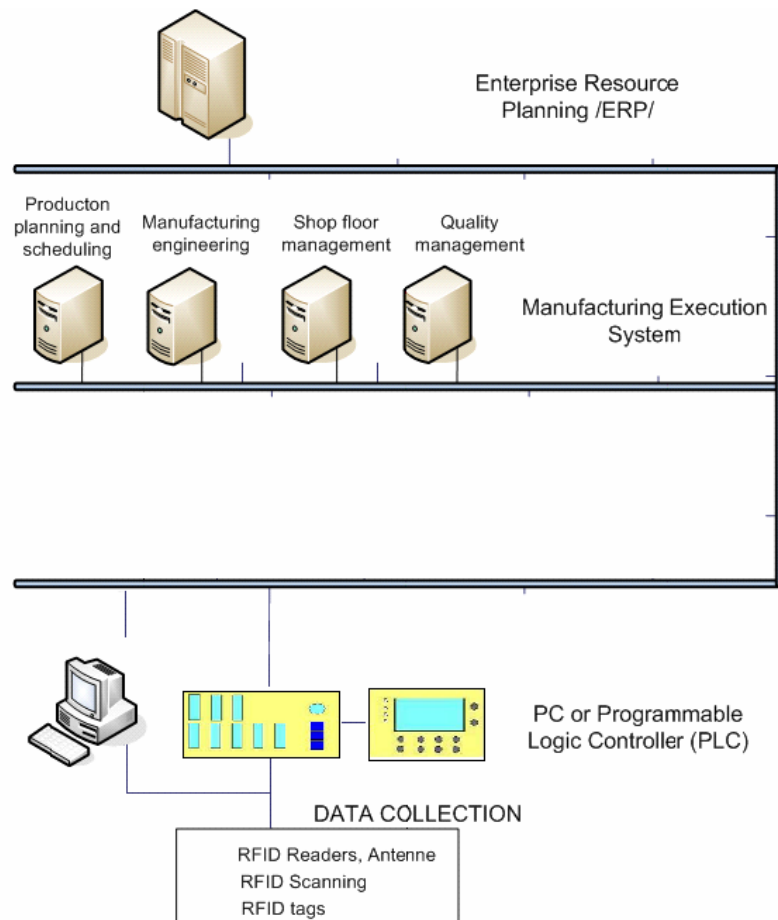 Enterprise Resource
Planning /ERP/
Producton
planning and
scheduling
Manufacturing
engineering
Shop floor
management
Quality
management
Manufacturing Execution
System
PC or Programmable
Logic Controller (PLC)
DATA COLLECTION
RFID Readers, Antenne
RFID Scanning
RFID tags